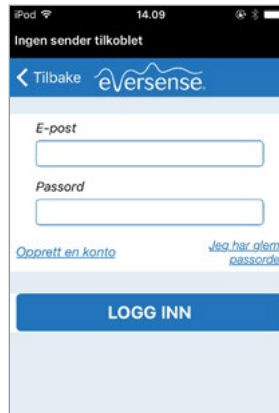 iPod 14.09
Ingen sender tilkoblet
Tilbake eversense.
E-post
Passord
Opprett en konto
Jeg har glem
passorde
LOGG INN